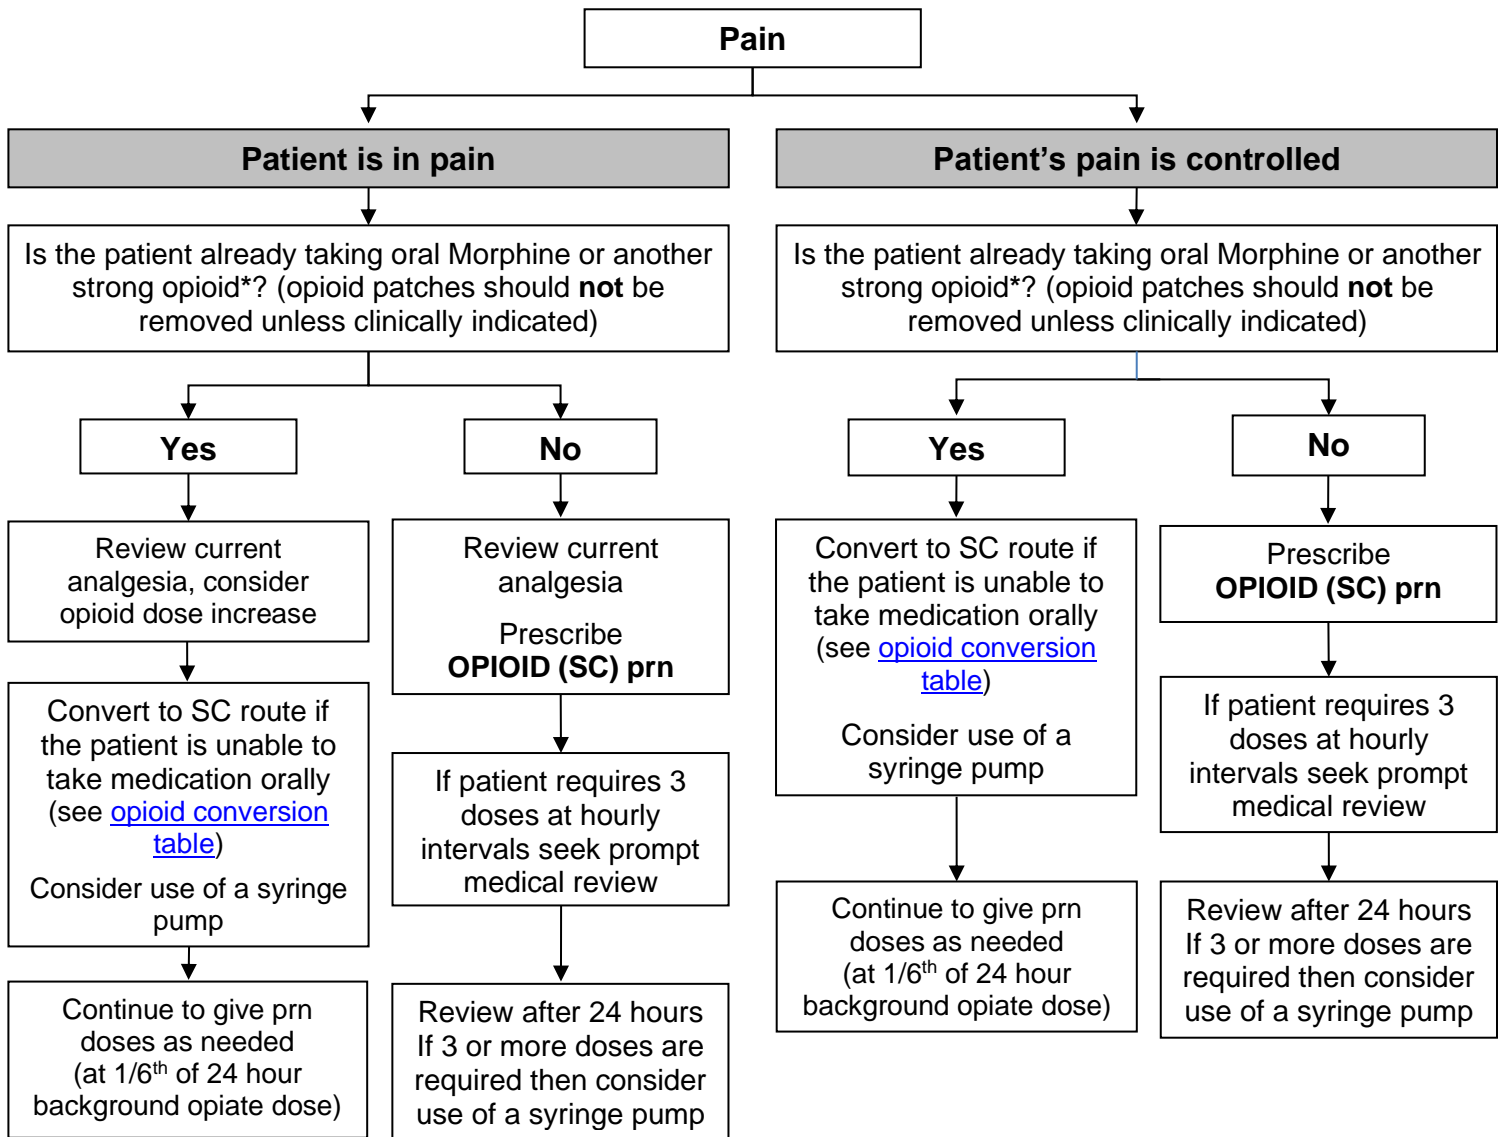 Pain
Patient is in pain
Is the patient already taking oral Morphine or another
strong opioid*? (opioid patches should not be
removed unless clinically indicated)
Yes
Review current
analgesia, consider
opioid dose increase
Convert to SC route if
the patient is unable to
take medication orally
(see opioid conversion
table)
Consider use of a syringe
pump
Continue to give prn
doses as needed
(at 1/6th of 24 hour
background opiate dose)
No
Review current
analgesia
Prescribe
OPIOID (SC) prn
If patient requires 3
doses at hourly
intervals seek prompt
medical review
Review after 24 hours
If 3 or more doses are
required then consider
use of a syringe pump
Patient's pain is controlled
Is the patient already taking oral Morphine or another
strong opioid*? (opioid patches should not be
removed unless clinically indicated)
Yes
Convert to SC route if
the patient is unable to
take medication orally
(see opioid conversion
table)
Consider use of a
syringe pump
Continue to give prn
doses as needed
(at 1/6th of 24 hour
background opiate dose)
No
Prescribe
OPIOID (SC) prn
If patient requires 3
doses at hourly
intervals seek prompt
medical review
Review after 24 hours
If 3 or more doses are
required then consider
use of a syringe pump